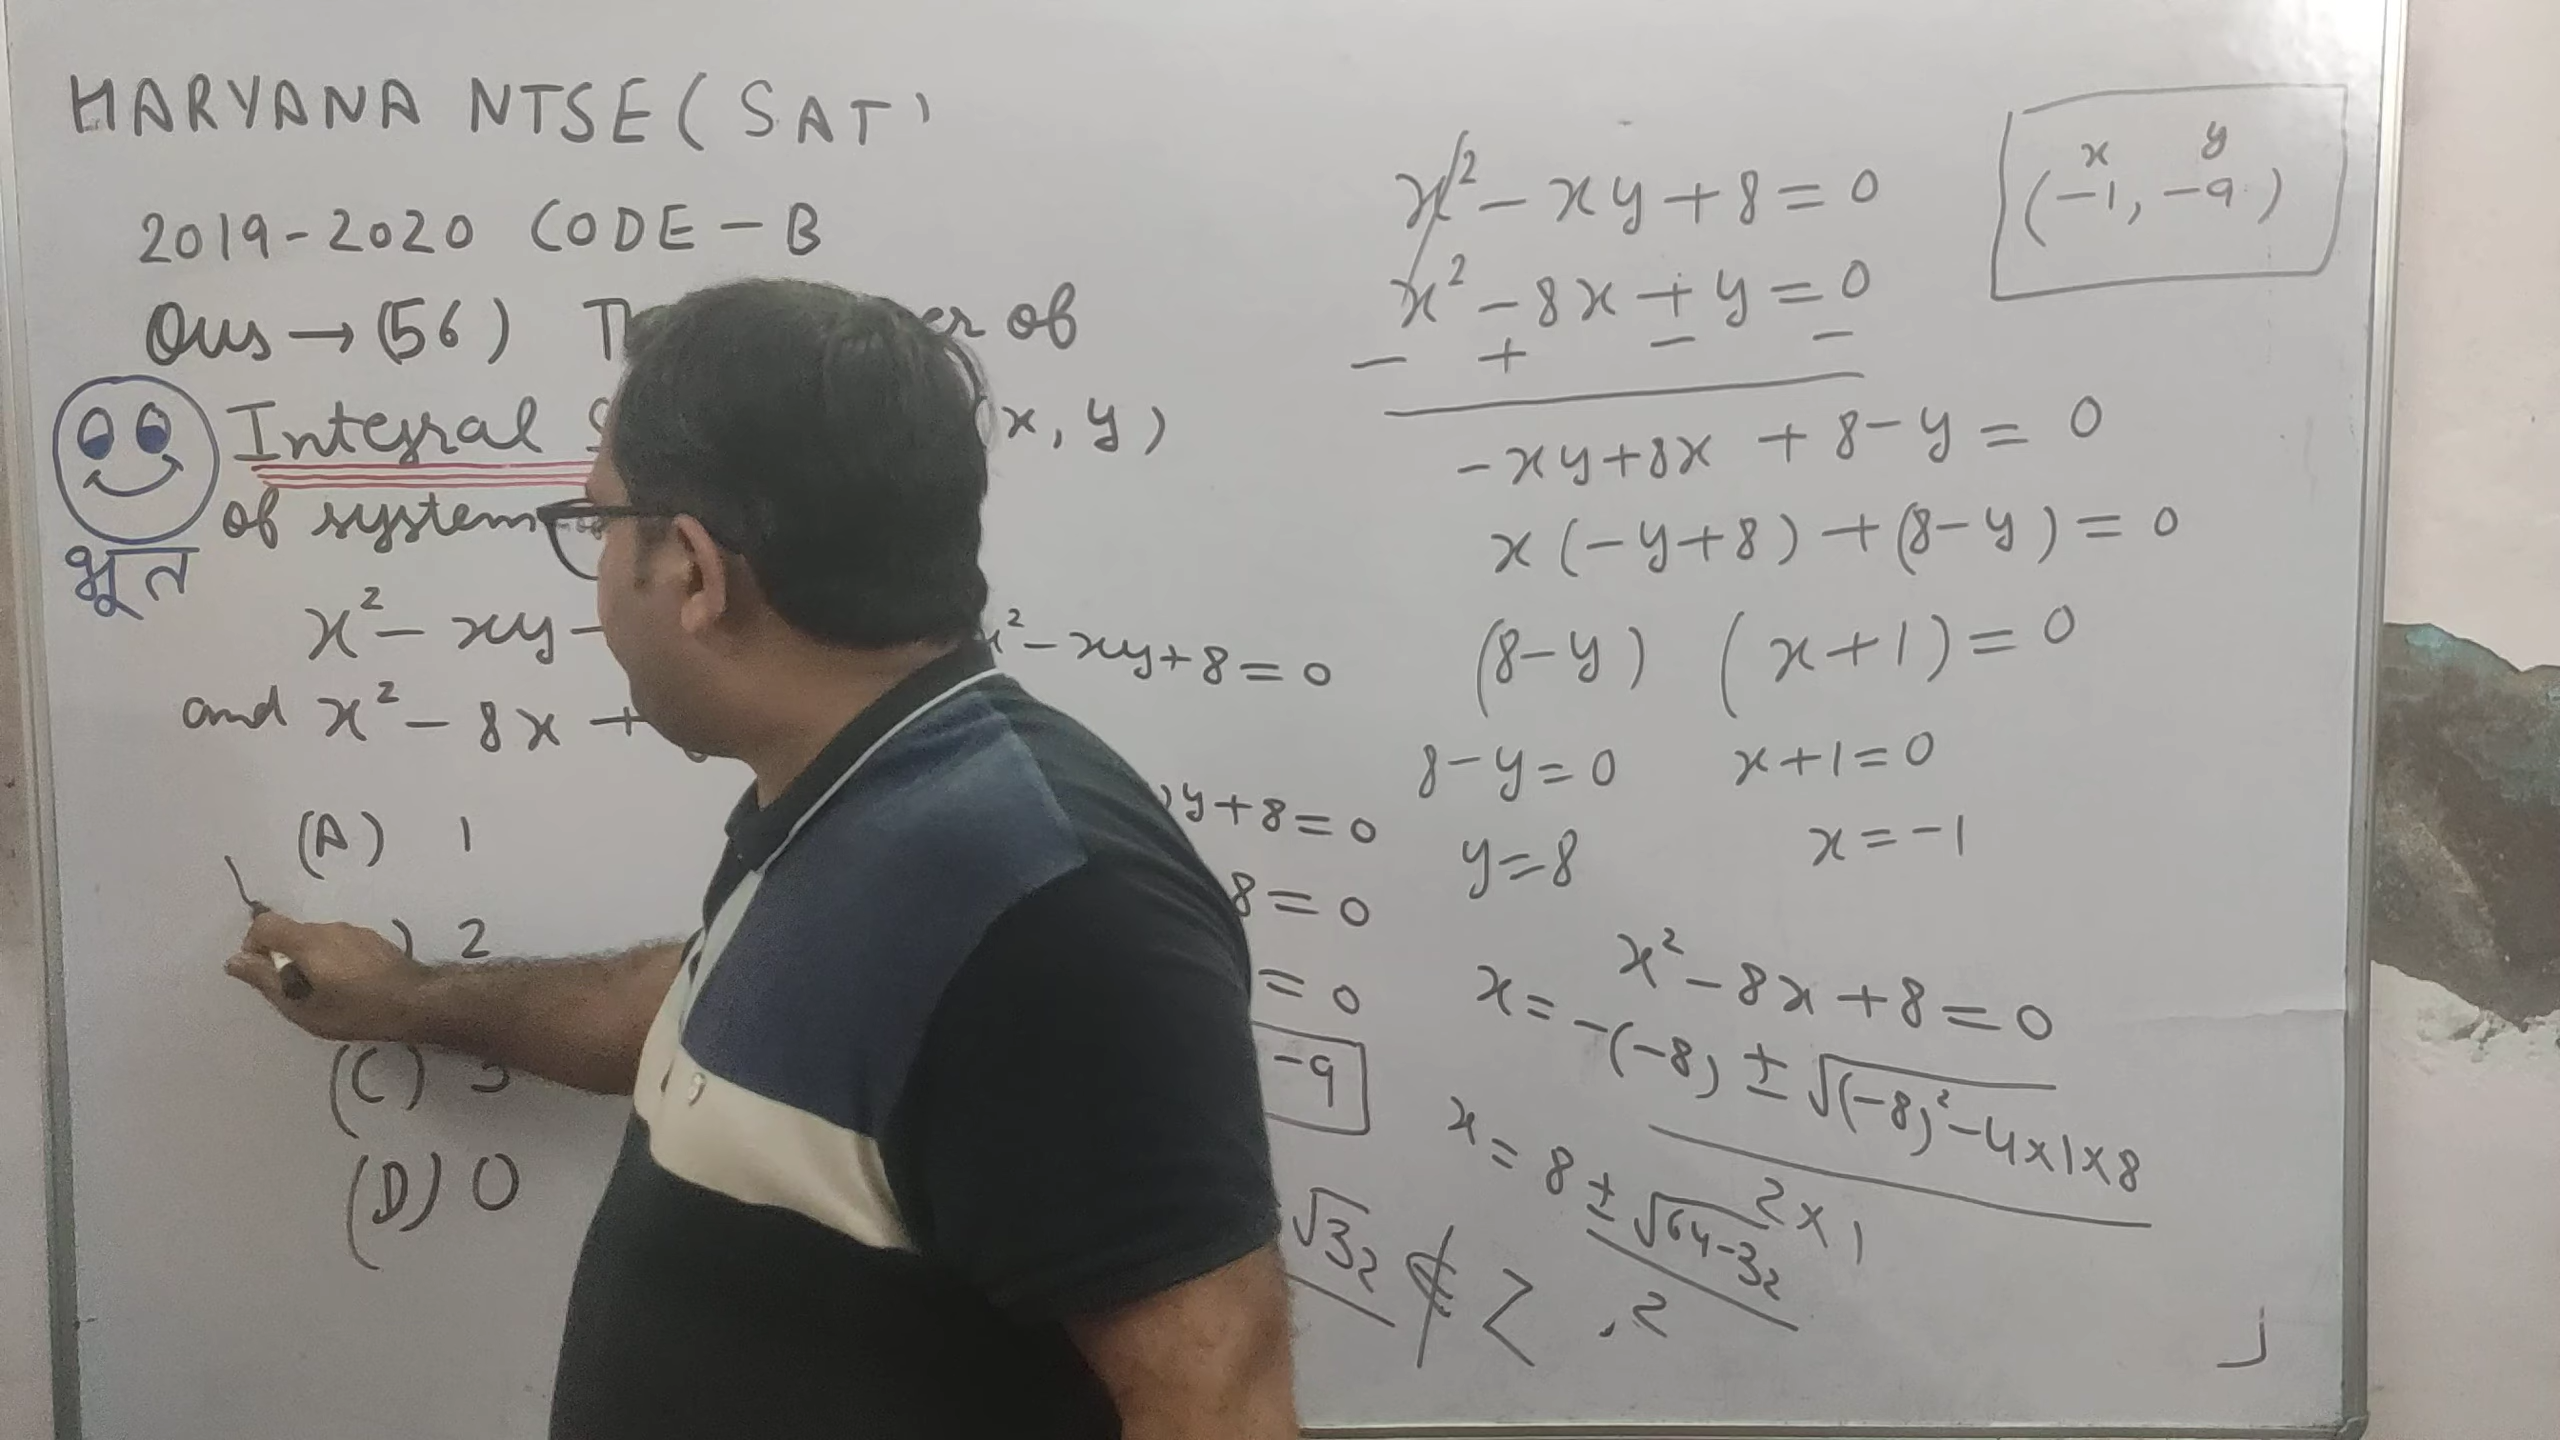 HARYANA NTSE (SAT)
2019-2020 CODE-B
Qus → (56) of
Integral (x, y)
भूत
of system
x² - xy
and x² - 8x +
(A) 1
) 2
(C)
(D) 0
x² - xy + 8 = 0
y + 8 = 0
8 = 0
= 0
-9
√32 ∉ Z
x² - xy + 8 = 0
x² - 8x + y = 0
- + - -
-xy + 8x + 8 - y = 0
x(-y + 8) + (8 - y) = 0
(8 - y) (x + 1) = 0
8 - y = 0 x + 1 = 0
y = 8 x = -1
x² - 8x + 8 = 0
x = -(-8) ± √(-8)² - 4×1×8
2×1
x = 8 ± √64-32
2
x y
(-1, -9)